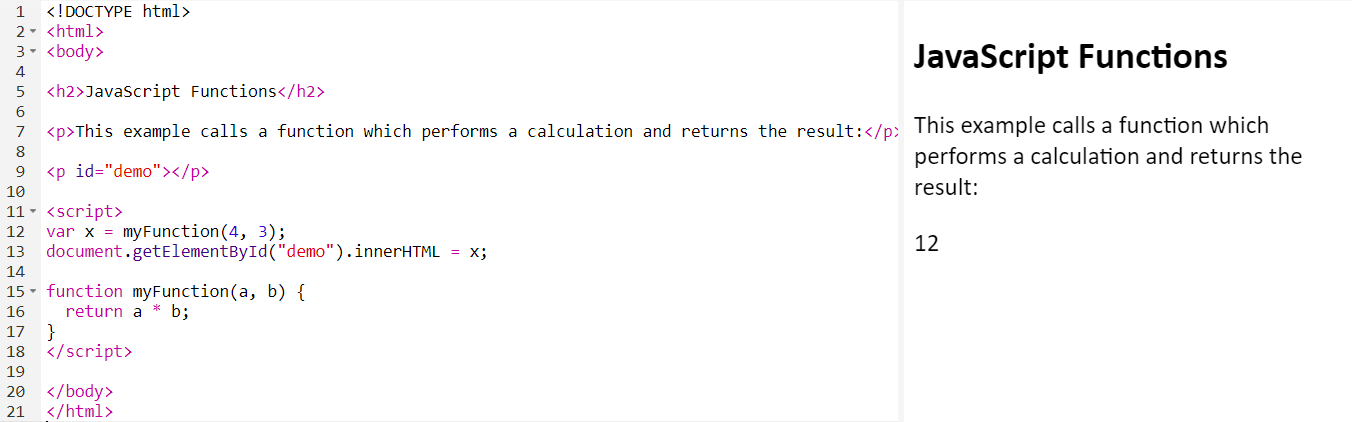 1 <!DOCTYPE html>
2 <html>
3 <body>
4
5 <h2>JavaScript Functions</h2>
6
7 <p>This example calls a function which performs a calculation and returns the result:</p>
8
9 <p id="demo"></p>
10
11 <script>
12 var x = myFunction(4, 3);
13 document.getElementById("demo").innerHTML = x;
14
15 function myFunction(a, b) {
16   return a * b;
17 }
18 </script>
19
20 </body>
21 </html>
JavaScript Functions
This example calls a function which
performs a calculation and returns the
result:
12